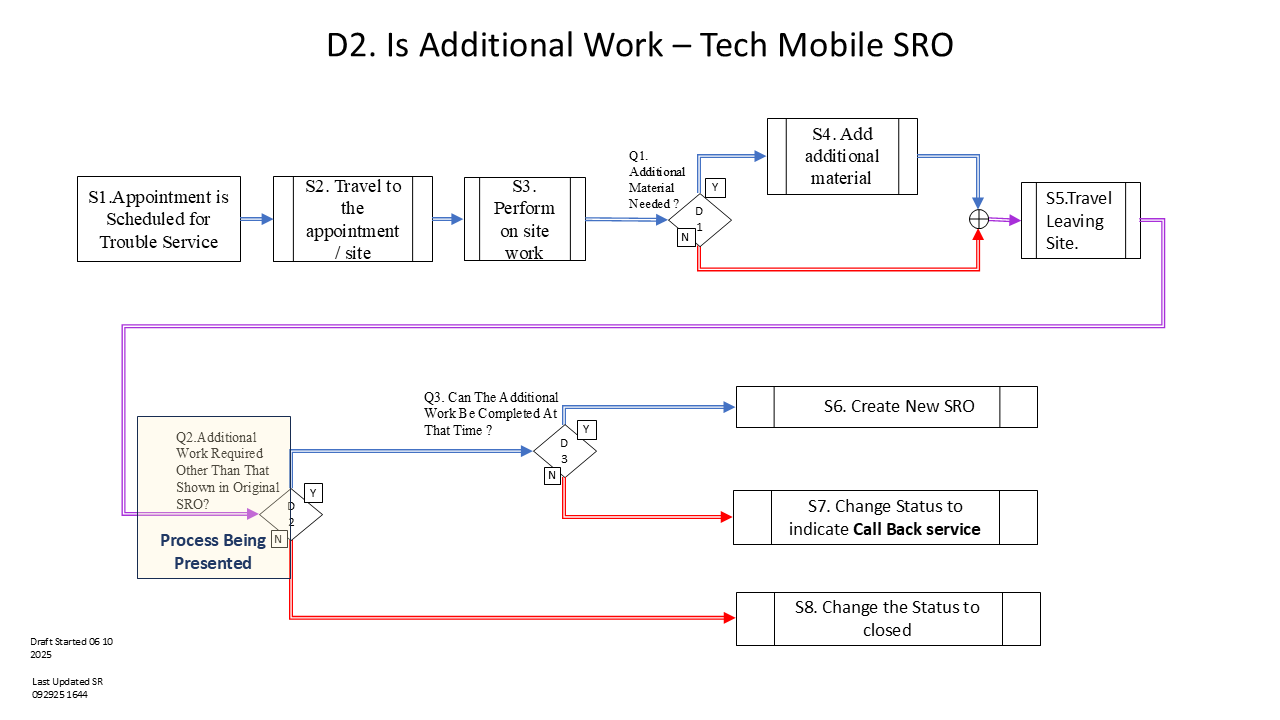 D2. Is Additional Work – Tech Mobile SRO
S1.Appointment is
Scheduled for
Trouble Service
S2. Travel to
the
appointment
/ site
S3.
Perform
on site
work
Q1.
Additional
Material
Needed ?
D
1
Y
N
S4. Add
additional
material
S5.Travel
Leaving
Site.
Q2.Additional
Work Required
Other Than That
Shown in Original
SRO?
D
2
Y
N
Process Being
Presented
Q3. Can The Additional
Work Be Completed At
That Time ?
D
3
Y
N
S6. Create New SRO
S7. Change Status to
indicate Call Back service
S8. Change the Status to
closed
Draft Started 06 10
2025
Last Updated SR
092925 1644